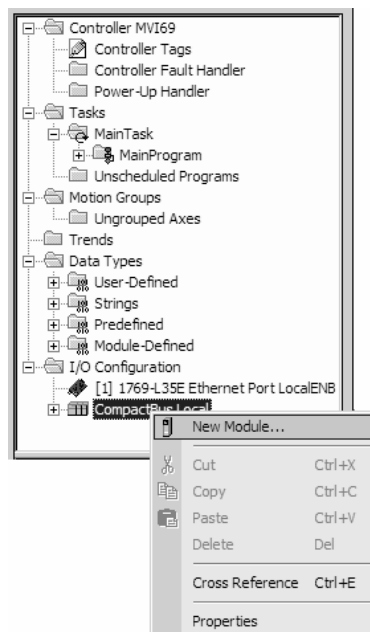 Controller MVI69
Controller Tags
Controller Fault Handler
Power-Up Handler
Tasks
MainTask
MainProgram
Unscheduled Programs
Motion Groups
Ungrouped Axes
Trends
Data Types
User-Defined
Strings
Predefined
Module-Defined
I/O Configuration
[1] 1769-L35E Ethernet Port LocalENB
CompactBus Local
New Module...
Cut Ctrl+X
Copy Ctrl+C
Paste Ctrl+V
Delete Del
Cross Reference Ctrl+E
Properties